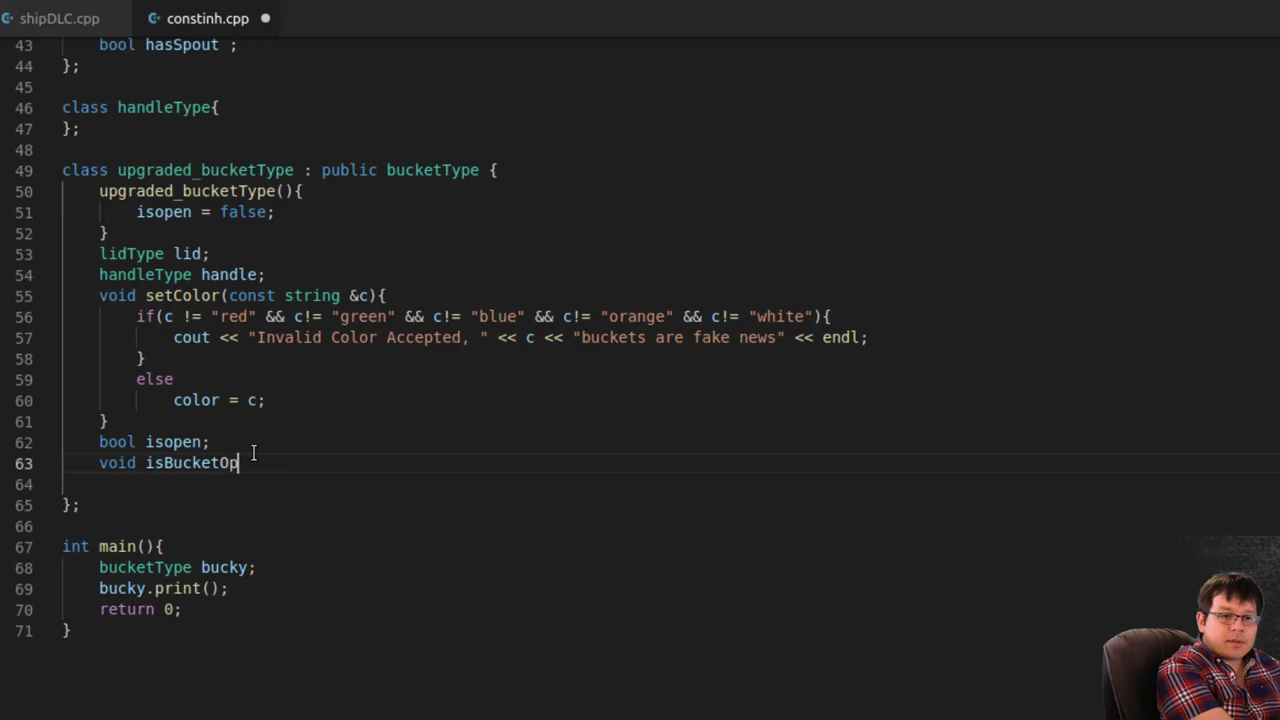 shipDLC.cpp
constinh.cpp
43 bool hasSpout ;
44 };
45
46 class handleType{
47 };
48
49 class upgraded_bucketType : public bucketType {
50 upgraded_bucketType(){
51 isopen = false;
52 }
53 lidType lid;
54 handleType handle;
55 void setColor(const string &c){
56 if(c != "red" && c!= "green" && c!= "blue" && c!= "orange" && c!= "white"){
57 cout << "Invalid Color Accepted, " << c << "buckets are fake news" << endl;
58 }
59 else
60 color = c;
61 }
62 bool isopen;
63 void isBucketOp
64
65 };
66
67 int main(){
68 bucketType bucky;
69 bucky.print();
70 return 0;
71 }